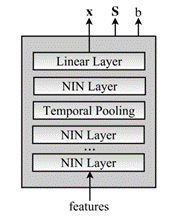 x S b
Linear Layer
NIN Layer
Temporal Pooling
NIN Layer
...
NIN Layer
features